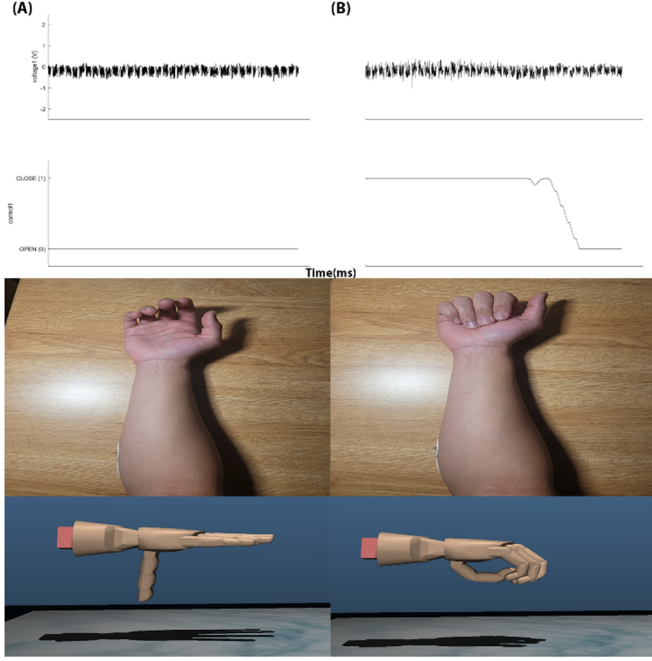 (A)
(B)
2
1
0
-1
-2
voltage1 (V)
CLOSE (1)
OPEN (0)
control1
Time(ms)